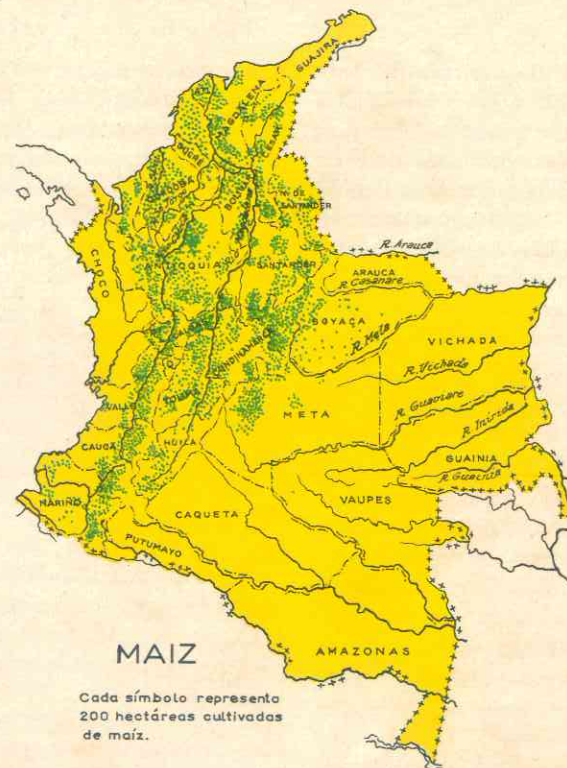 GUAJIRA
MAGDALENA
CESAR
SUCRE
CORDOBA
BOLIVAR
N. DE
SANTANDER
R. Arauca
ANTIOQUIA
SANTANDER
ARAUCA
R. Casanare
CHOCO
BOYACA
R. Meta
VICHADA
CUNDINAMARCA
R. Vichada
TOLIMA
VALLE
META
R. Guaviare
R. Inirida
CAUCA
HUILA
GUAINIA
R. Guainia
VAUPES
NARIÑO
CAQUETA
PUTUMAYO
AMAZONAS
MAIZ
Cada símbolo representa
200 hectáreas cultivadas
de maíz.